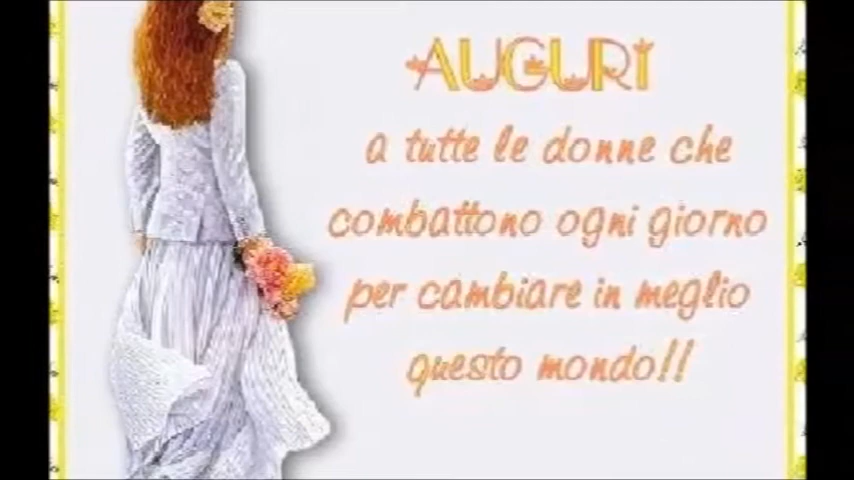 AUGURI
a tutte le donne che
combattono ogni giorno
per cambiare in meglio
questo mondo!!